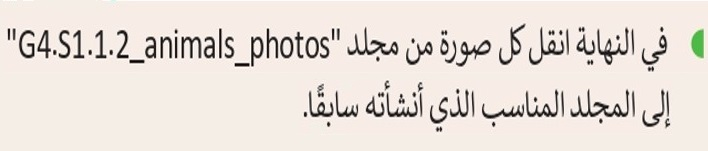 في النهاية انقل كل صورة من مجلد "G4.S1.1.2_animals_photos"
إلى المجلد المناسب الذي أنشأته سابقًا.